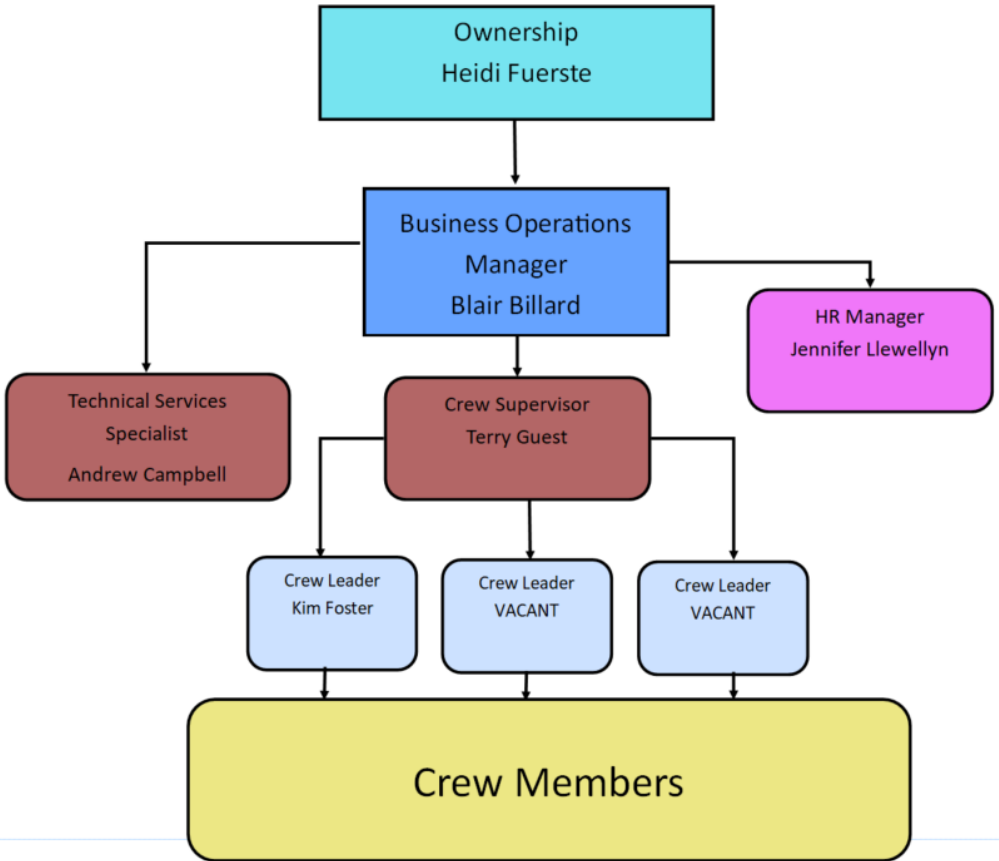 Ownership
Heidi Fuerste
Business Operations
Manager
Blair Billard
HR Manager
Jennifer Llewellyn
Technical Services
Specialist
Andrew Campbell
Crew Supervisor
Terry Guest
Crew Leader
Kim Foster
Crew Leader
VACANT
Crew Leader
VACANT
Crew Members